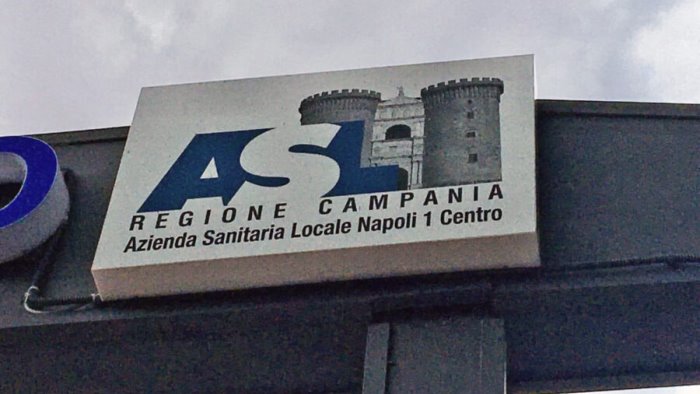 ASL
REGIONE CAMPANIA
Azienda Sanitaria Locale Napoli 1 Centro